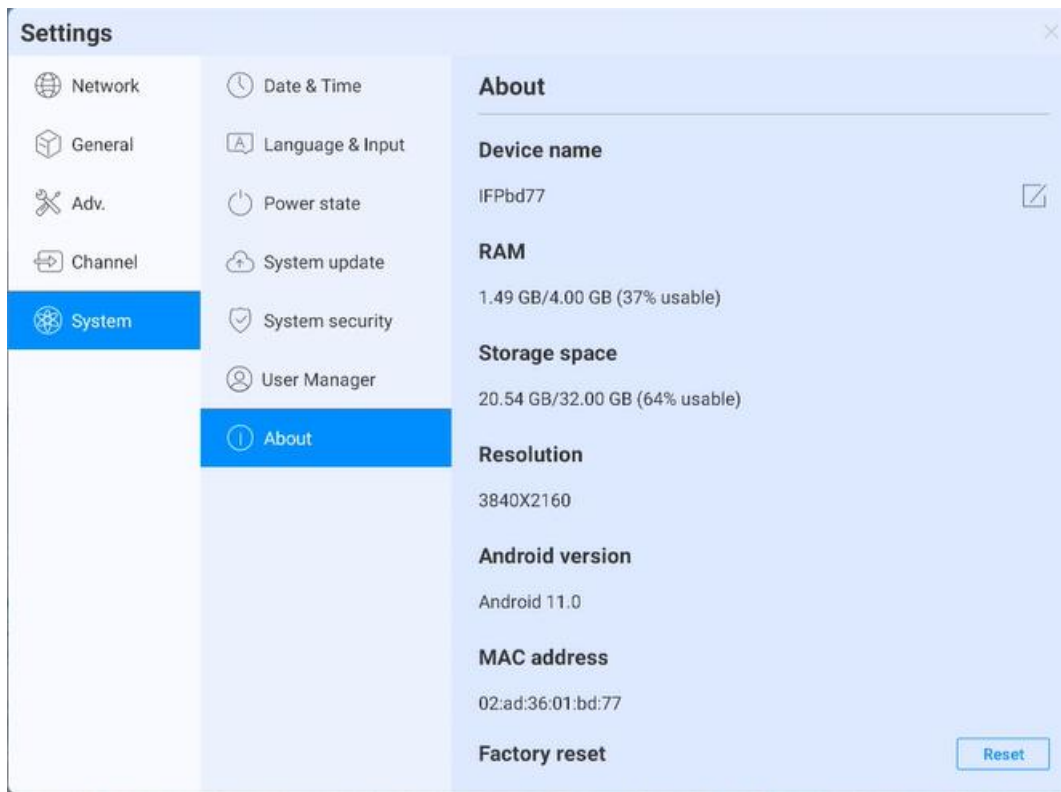 Settings
Network
General
Adv.
Channel
System
Date & Time
Language & Input
Power state
System update
System security
User Manager
About
About
Device name
IFPbd77
RAM
1.49 GB/4.00 GB (37% usable)
Storage space
20.54 GB/32.00 GB (64% usable)
Resolution
3840X2160
Android version
Android 11.0
MAC address
02:ad:36:01:bd:77
Factory reset
Reset